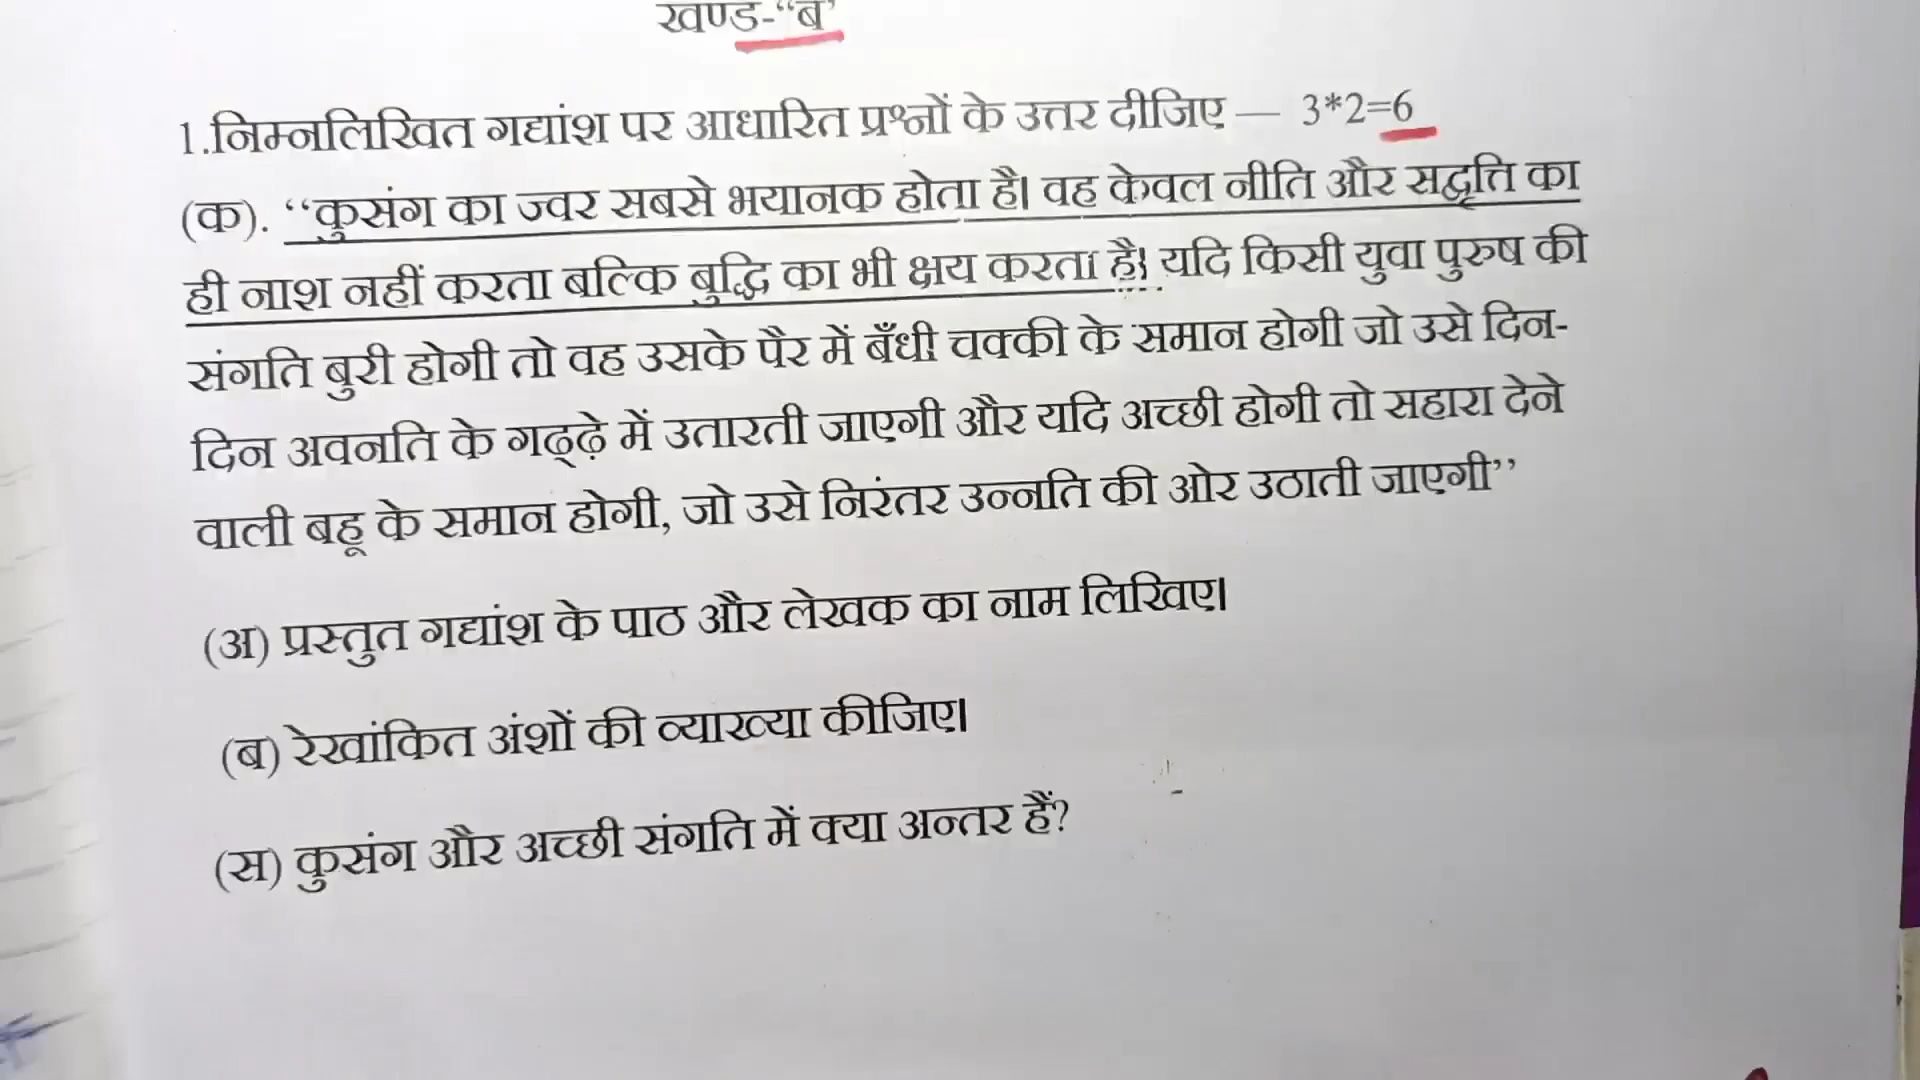 खण्ड-“ब’
1.निम्नलिखित गद्यांश पर आधारित प्रश्नों के उत्तर दीजिए — 3*2=6
(क). “कुसंग का ज्वर सबसे भयानक होता है। वह केवल नीति और सद्वृत्ति का
ही नाश नहीं करता बल्कि बुद्धि का भी क्षय करता है। यदि किसी युवा पुरुष की
संगति बुरी होगी तो वह उसके पैर में बँधी चक्की के समान होगी जो उसे दिन-
दिन अवनति के गढ्ढ़े में उतारती जाएगी और यदि अच्छी होगी तो सहारा देने
वाली बहू के समान होगी, जो उसे निरंतर उन्नति की ओर उठाती जाएगी”
(अ) प्रस्तुत गद्यांश के पाठ और लेखक का नाम लिखिए।
(ब) रेखांकित अंशों की व्याख्या कीजिए।
(स) कुसंग और अच्छी संगति में क्या अन्तर हैं?